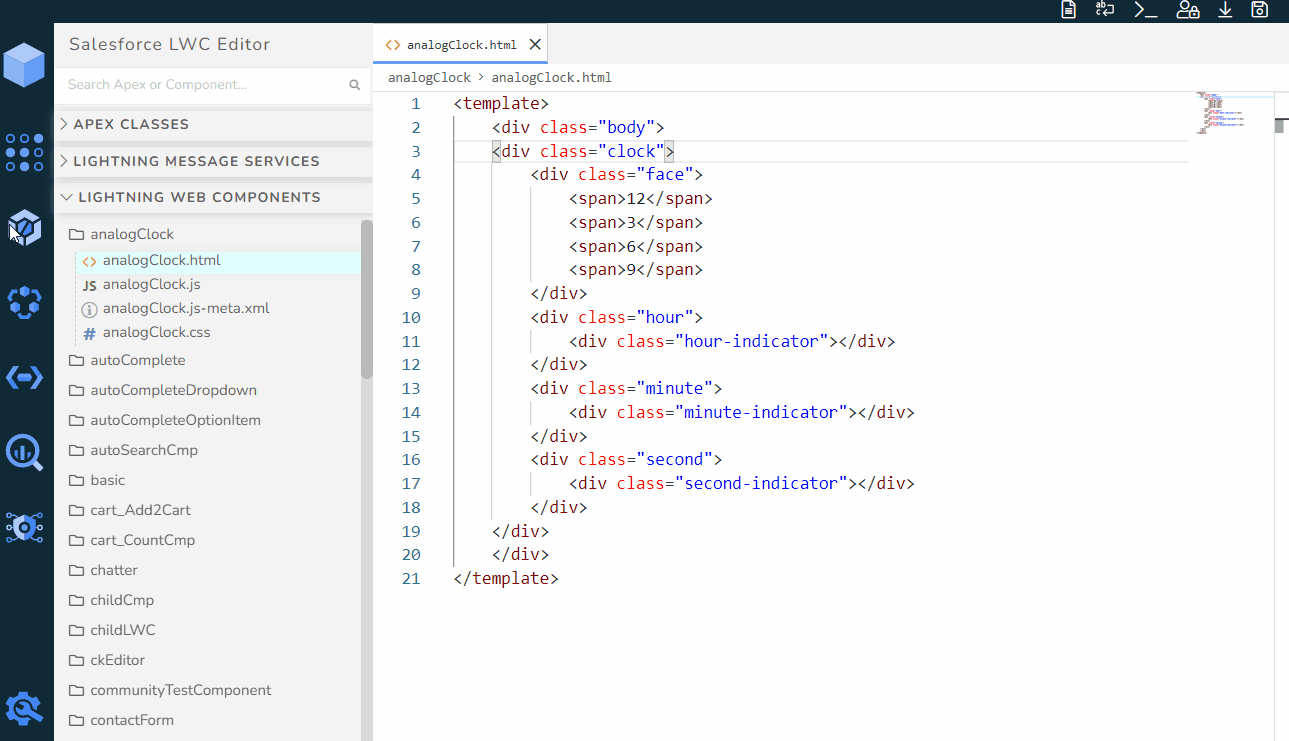 Salesforce LWC Editor
Search Apex or Component...
APEX CLASSES
LIGHTNING MESSAGE SERVICES
LIGHTNING WEB COMPONENTS
analogClock
analogClock.html
JS analogClock.js
analogClock.js-meta.xml
# analogClock.css
autoComplete
autoCompleteDropdown
autoCompleteOptionItem
autoSearchCmp
basic
cart_Add2Cart
cart_CountCmp
chatter
childCmp
childLWC
ckEditor
communityTestComponent
contactForm
<> analogClock.html ×
analogClock > analogClock.html
1 <template>
2 <div class="body">
3 <div class="clock">
4 <div class="face">
5 <span>12</span>
6 <span>3</span>
7 <span>6</span>
8 <span>9</span>
9 </div>
10 <div class="hour">
11 <div class="hour-indicator"></div>
12 </div>
13 <div class="minute">
14 <div class="minute-indicator"></div>
15 </div>
16 <div class="second">
17 <div class="second-indicator"></div>
18 </div>
19 </div>
20 </div>
21 </template>